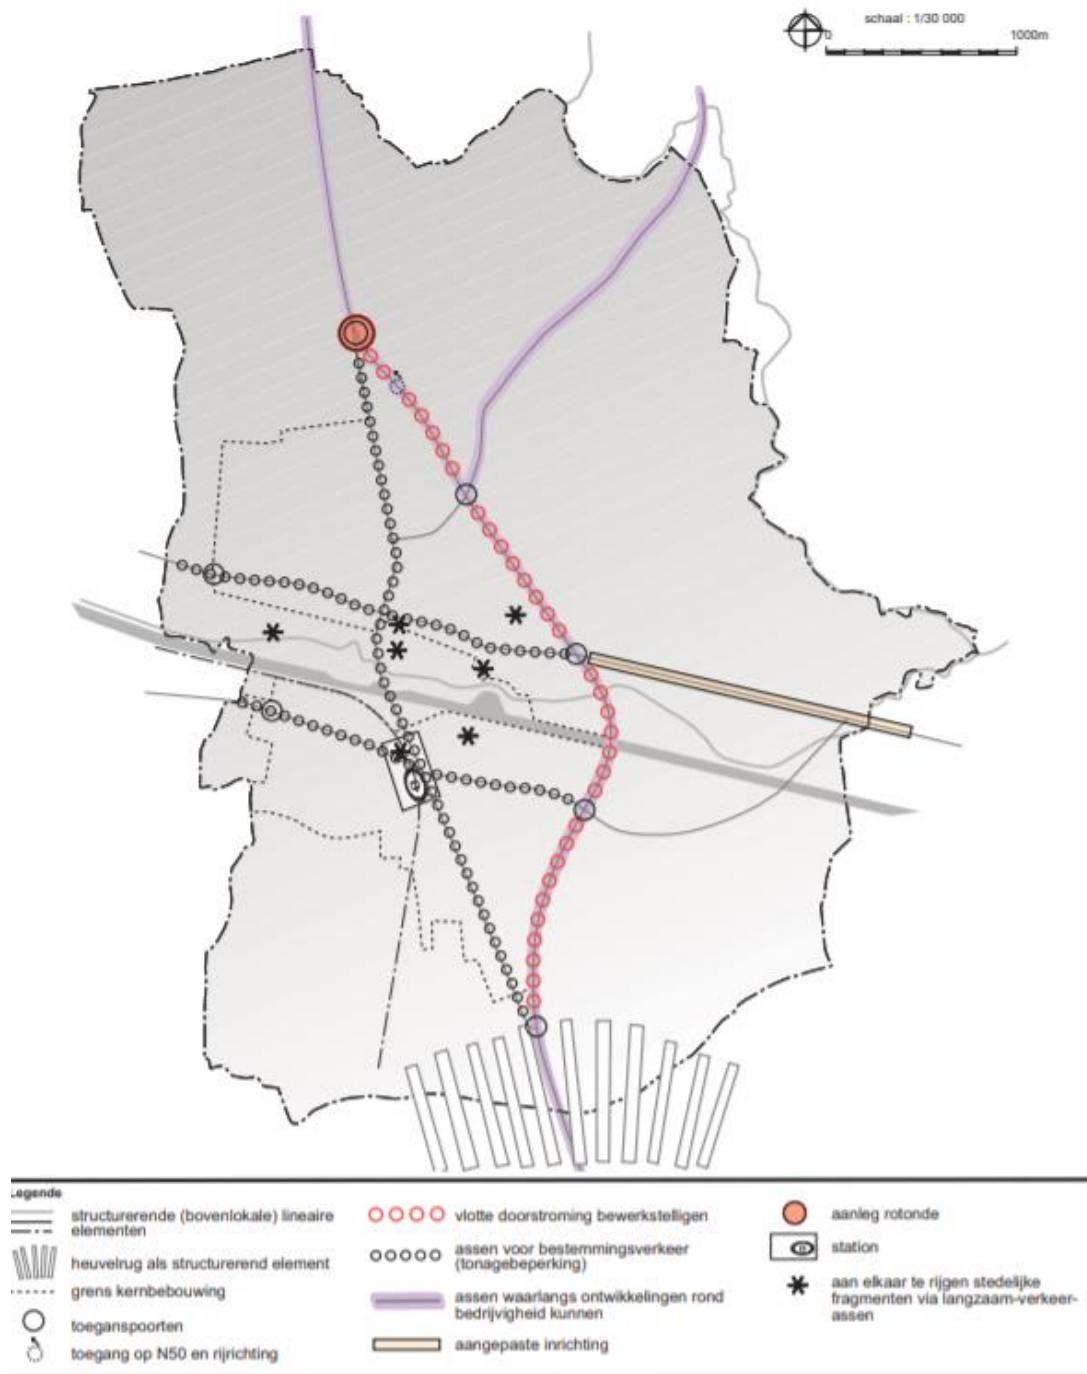 schaal : 1/30 000
0
1000m
Legende
structurerende (bovenlokale) lineaire
elementen
heuvelrug als structurerend element
grens kernbebouwing
toeganspoorten
toegang op N50 en rijrichting
vlotte doorstroming bewerkstelligen
assen voor bestemmingsverkeer
(tonagebeperking)
assen waarlangs ontwikkelingen rond
bedrijvigheid kunnen
aangepaste inrichting
aanleg rotonde
station
aan elkaar te rijgen stedelijke
fragmenten via langzaam-verkeer-
assen